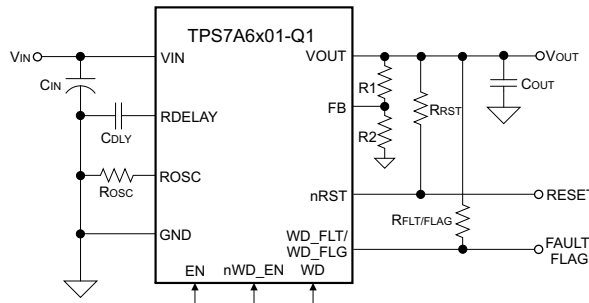 TPS7A6x01-Q1
VIN
VIN
VOUT
VOUT
CIN
R1
COUT
FB
RRST
RDELAY
CDLY
R2
ROSC
ROSC
nRST
RESET
RFLT/FLAG
GND
WD_FLT/
WD_FLG
FAULT
FLAG
EN
nWD_EN
WD